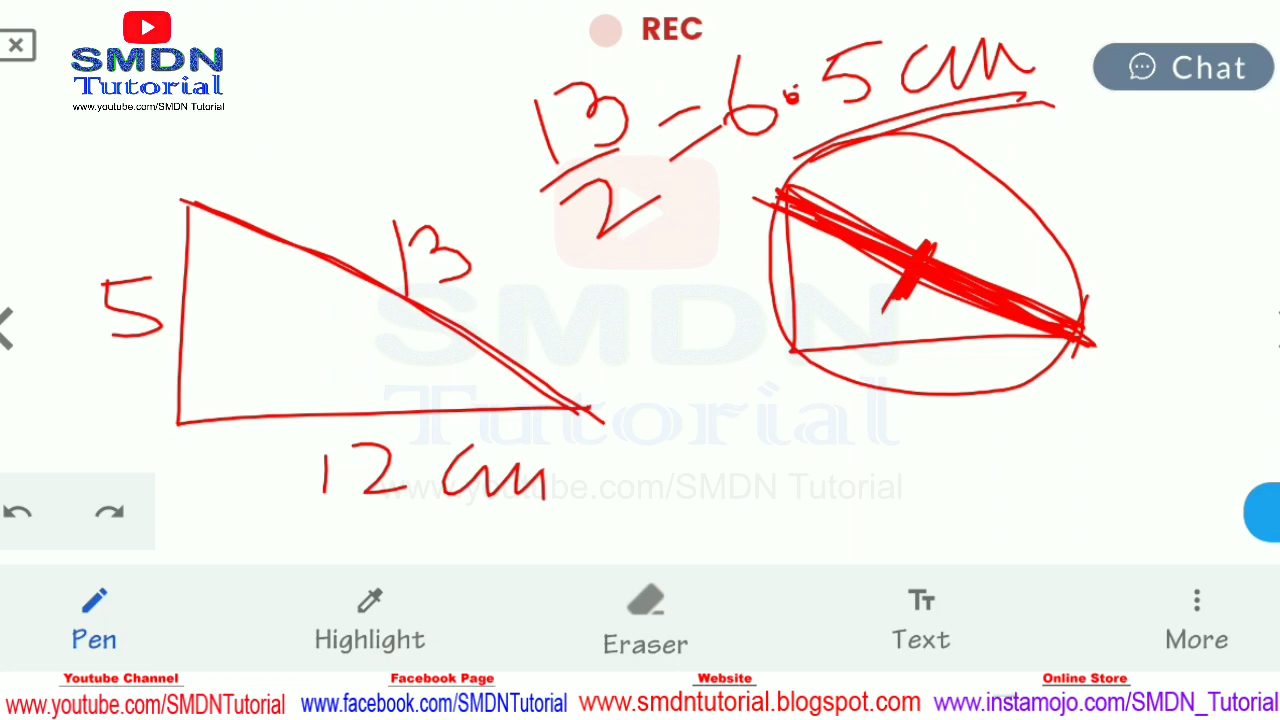 SMDN
Tutorial
www.youtube.com/SMDN Tutorial
REC
Chat
13/2 = 6.5 cm
5
13
12 cm
SMDN
Tutorial
www.youtube.com/SMDN Tutorial
Pen
Highlight
Eraser
Tт Text
More
Youtube Channel
Facebook Page
Website
Online Store
www.youtube.com/SMDNTutorial
www.facebook.com/SMDNTutorial
www.smdntutorial.blogspot.com
www.instamojo.com/SMDN_Tutorial